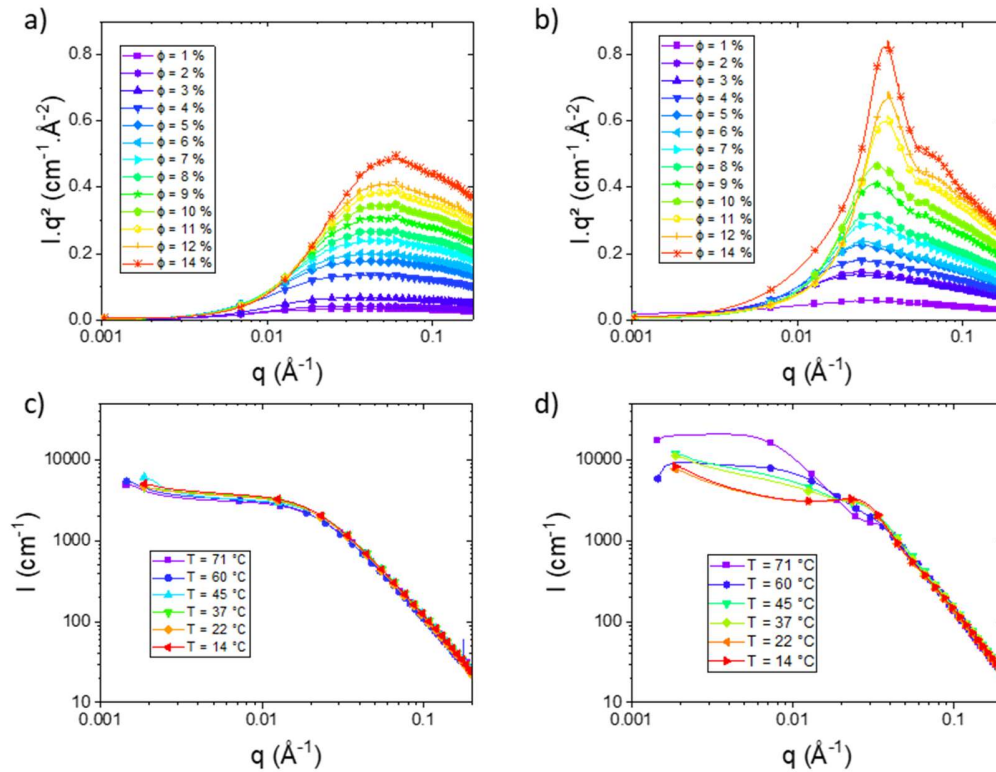 a)
I.q² (cm⁻¹.Å⁻²)
0.8
0.6
0.4
0.2
0.0
ϕ = 1 %
ϕ = 2 %
ϕ = 3 %
ϕ = 4 %
ϕ = 5 %
ϕ = 6 %
ϕ = 7 %
ϕ = 8 %
ϕ = 9 %
ϕ = 10 %
ϕ = 11 %
ϕ = 12 %
ϕ = 14 %
0.001 0.01 0.1
q (Å⁻¹)
b)
I.q² (cm⁻¹.Å⁻²)
0.8
0.6
0.4
0.2
0.0
ϕ = 1 %
ϕ = 2 %
ϕ = 3 %
ϕ = 4 %
ϕ = 5 %
ϕ = 6 %
ϕ = 7 %
ϕ = 8 %
ϕ = 9 %
ϕ = 10 %
ϕ = 11 %
ϕ = 12 %
ϕ = 14 %
0.001 0.01 0.1
q (Å⁻¹)
c)
I (cm⁻¹)
10000
1000
100
10
T = 71 °C
T = 60 °C
T = 45 °C
T = 37 °C
T = 22 °C
T = 14 °C
0.001 0.01 0.1
q (Å⁻¹)
d)
I (cm⁻¹)
10000
1000
100
10
T = 71 °C
T = 60 °C
T = 45 °C
T = 37 °C
T = 22 °C
T = 14 °C
0.001 0.01 0.1
q (Å⁻¹)